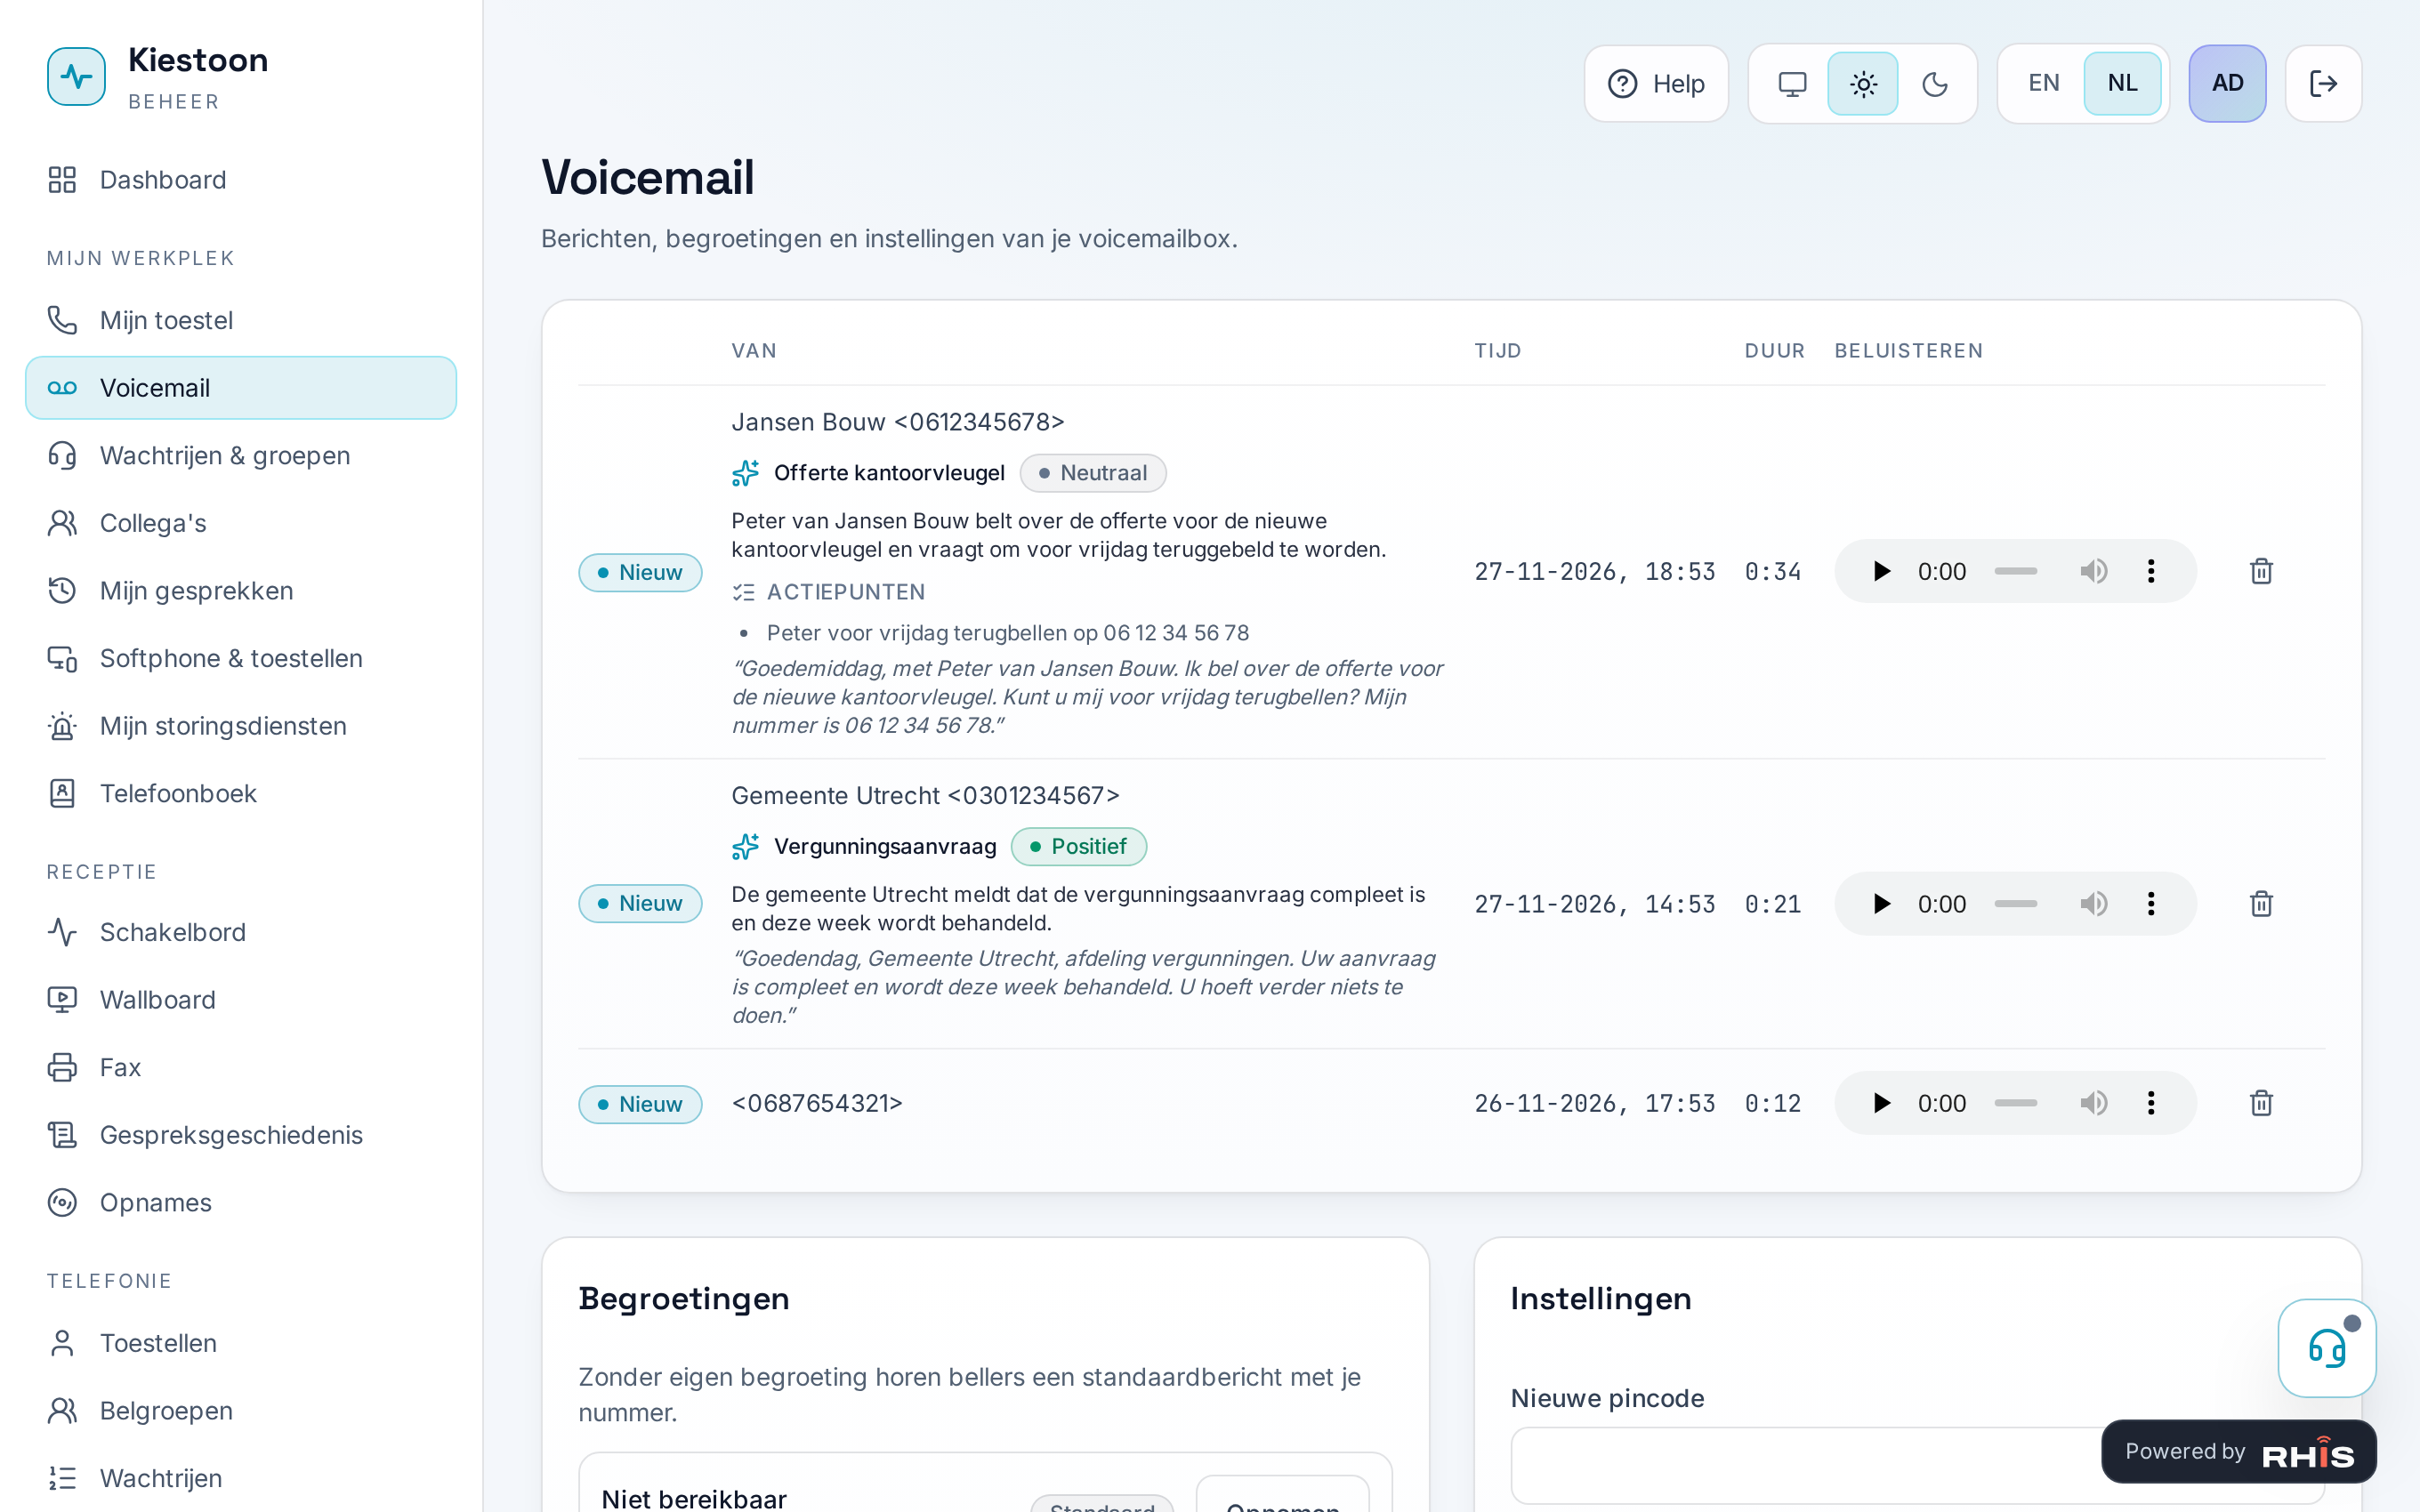 Kiestoon
BEHEER
Dashboard
MIJN WERKPLEK
Mijn toestel
Voicemail
Wachtrijen & groepen
Collega's
Mijn gesprekken
Softphone & toestellen
Mijn storingsdiensten
Telefoonboek
RECEPTIE
Schakelbord
Wallboard
Fax
Gespreksgeschiedenis
Opnames
TELEFONIE
Toestellen
Belgroepen
Wachtrijen
Help
EN NL
AD
Voicemail
Berichten, begroetingen en instellingen van je voicemailbox.
VAN TIJD DUUR BELUISTEREN
Nieuw
Jansen Bouw <0612345678>
Offerte kantoorvleugel Neutraal
Peter van Jansen Bouw belt over de offerte voor de nieuwe
kantoorvleugel en vraagt om voor vrijdag teruggebeld te worden.
ACTIEPUNTEN
• Peter voor vrijdag terugbellen op 06 12 34 56 78
“Goedemiddag, met Peter van Jansen Bouw. Ik bel over de offerte voor
de nieuwe kantoorvleugel. Kunt u mij voor vrijdag terugbellen? Mijn
nummer is 06 12 34 56 78.”
27-11-2026, 18:53 0:34 0:00
Nieuw
Gemeente Utrecht <0301234567>
Vergunningsaanvraag Positief
De gemeente Utrecht meldt dat de vergunningsaanvraag compleet is
en deze week wordt behandeld.
“Goedendag, Gemeente Utrecht, afdeling vergunningen. Uw aanvraag
is compleet en wordt deze week behandeld. U hoeft verder niets te
doen.”
27-11-2026, 14:53 0:21 0:00
Nieuw <0687654321> 26-11-2026, 17:53 0:12 0:00
Begroetingen
Zonder eigen begroeting horen bellers een standaardbericht met je
nummer.
Niet bereikbaar Standaard Opnemen
Instellingen
Nieuwe pincode
Powered by RHIS